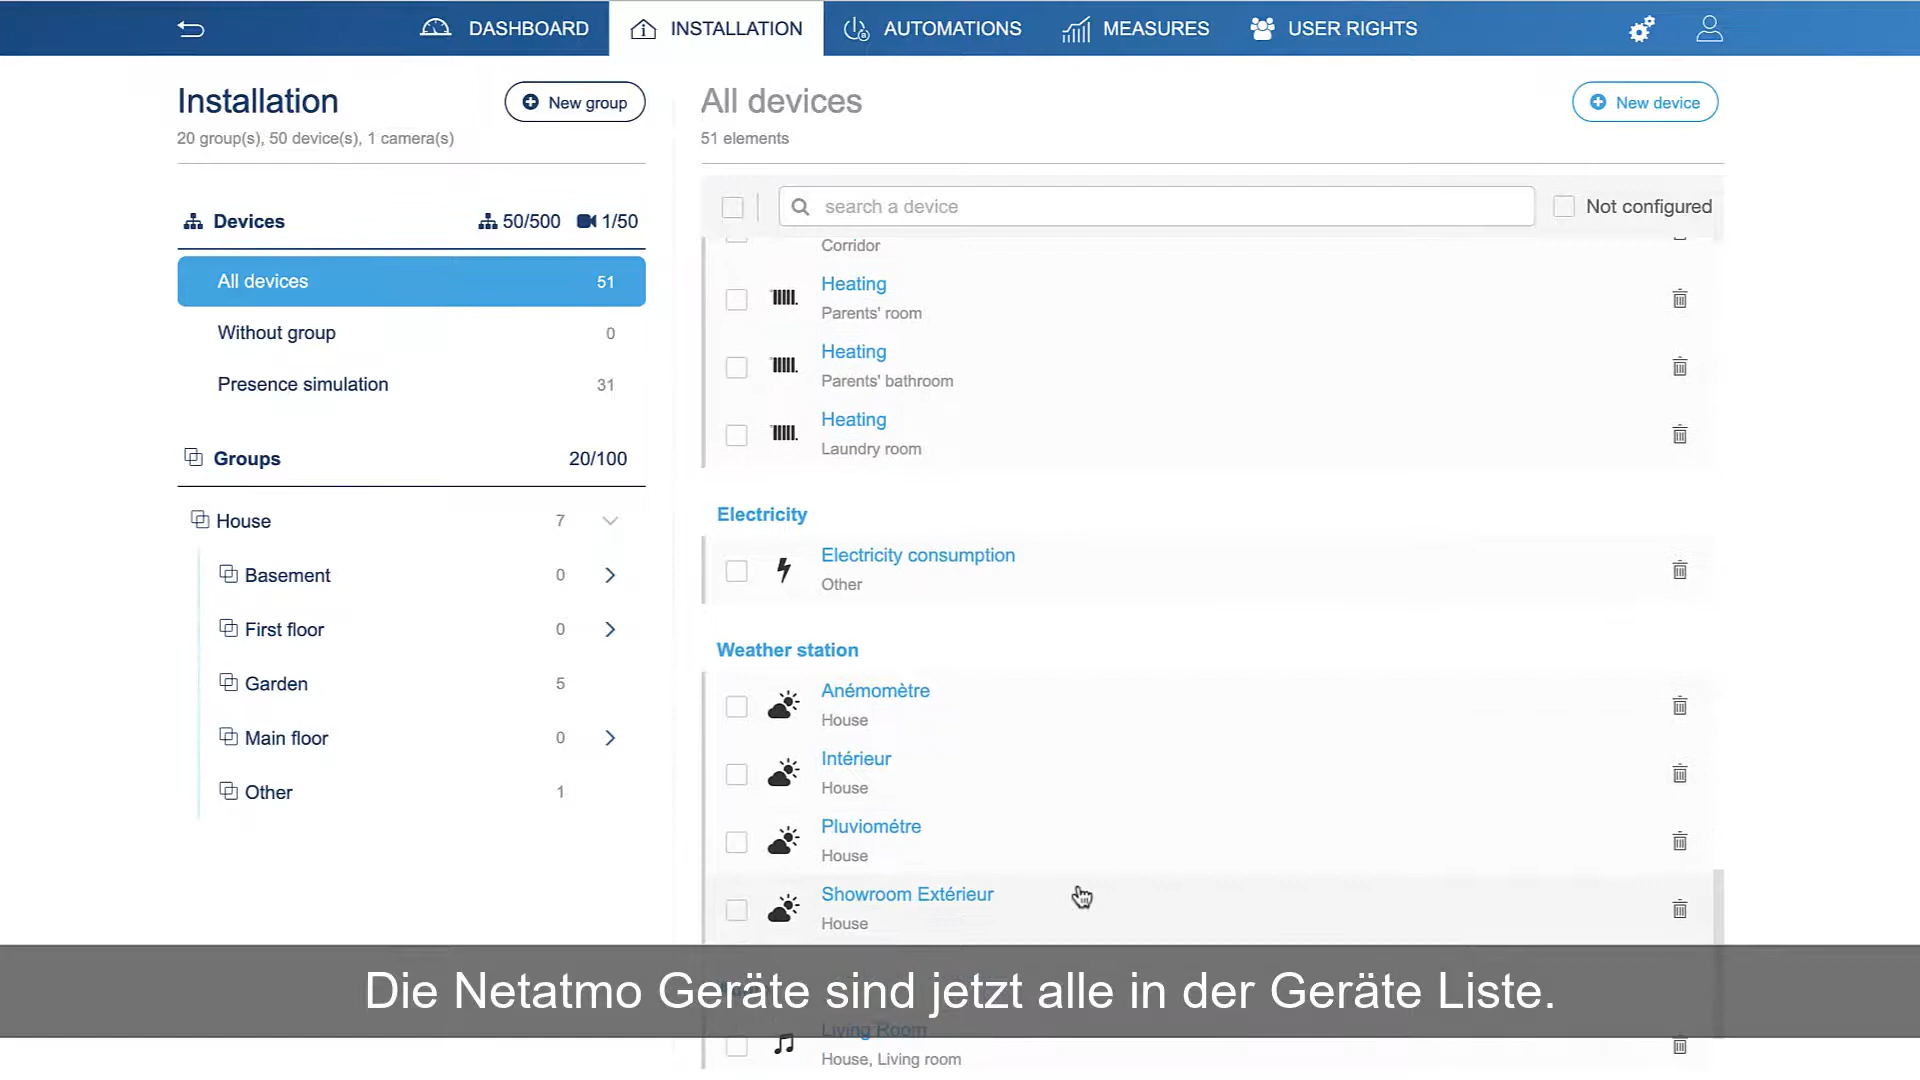 DASHBOARD
INSTALLATION
AUTOMATIONS
MEASURES
USER RIGHTS
Installation
New group
20 group(s), 50 device(s), 1 camera(s)
Devices
50/500
1/50
All devices 51
Without group 0
Presence simulation 31
Groups 20/100
House 7
Basement 0
First floor 0
Garden 5
Main floor 0
Other 1
All devices
New device
51 elements
search a device
Not configured
Corridor
Heating
Parents' room
Heating
Parents' bathroom
Heating
Laundry room
Electricity
Electricity consumption
Other
Weather station
Anémomètre
House
Intérieur
House
Pluviométre
House
Showroom Extérieur
House
Die Netatmo Geräte sind jetzt alle in der Geräte Liste.
Living Room
House, Living room